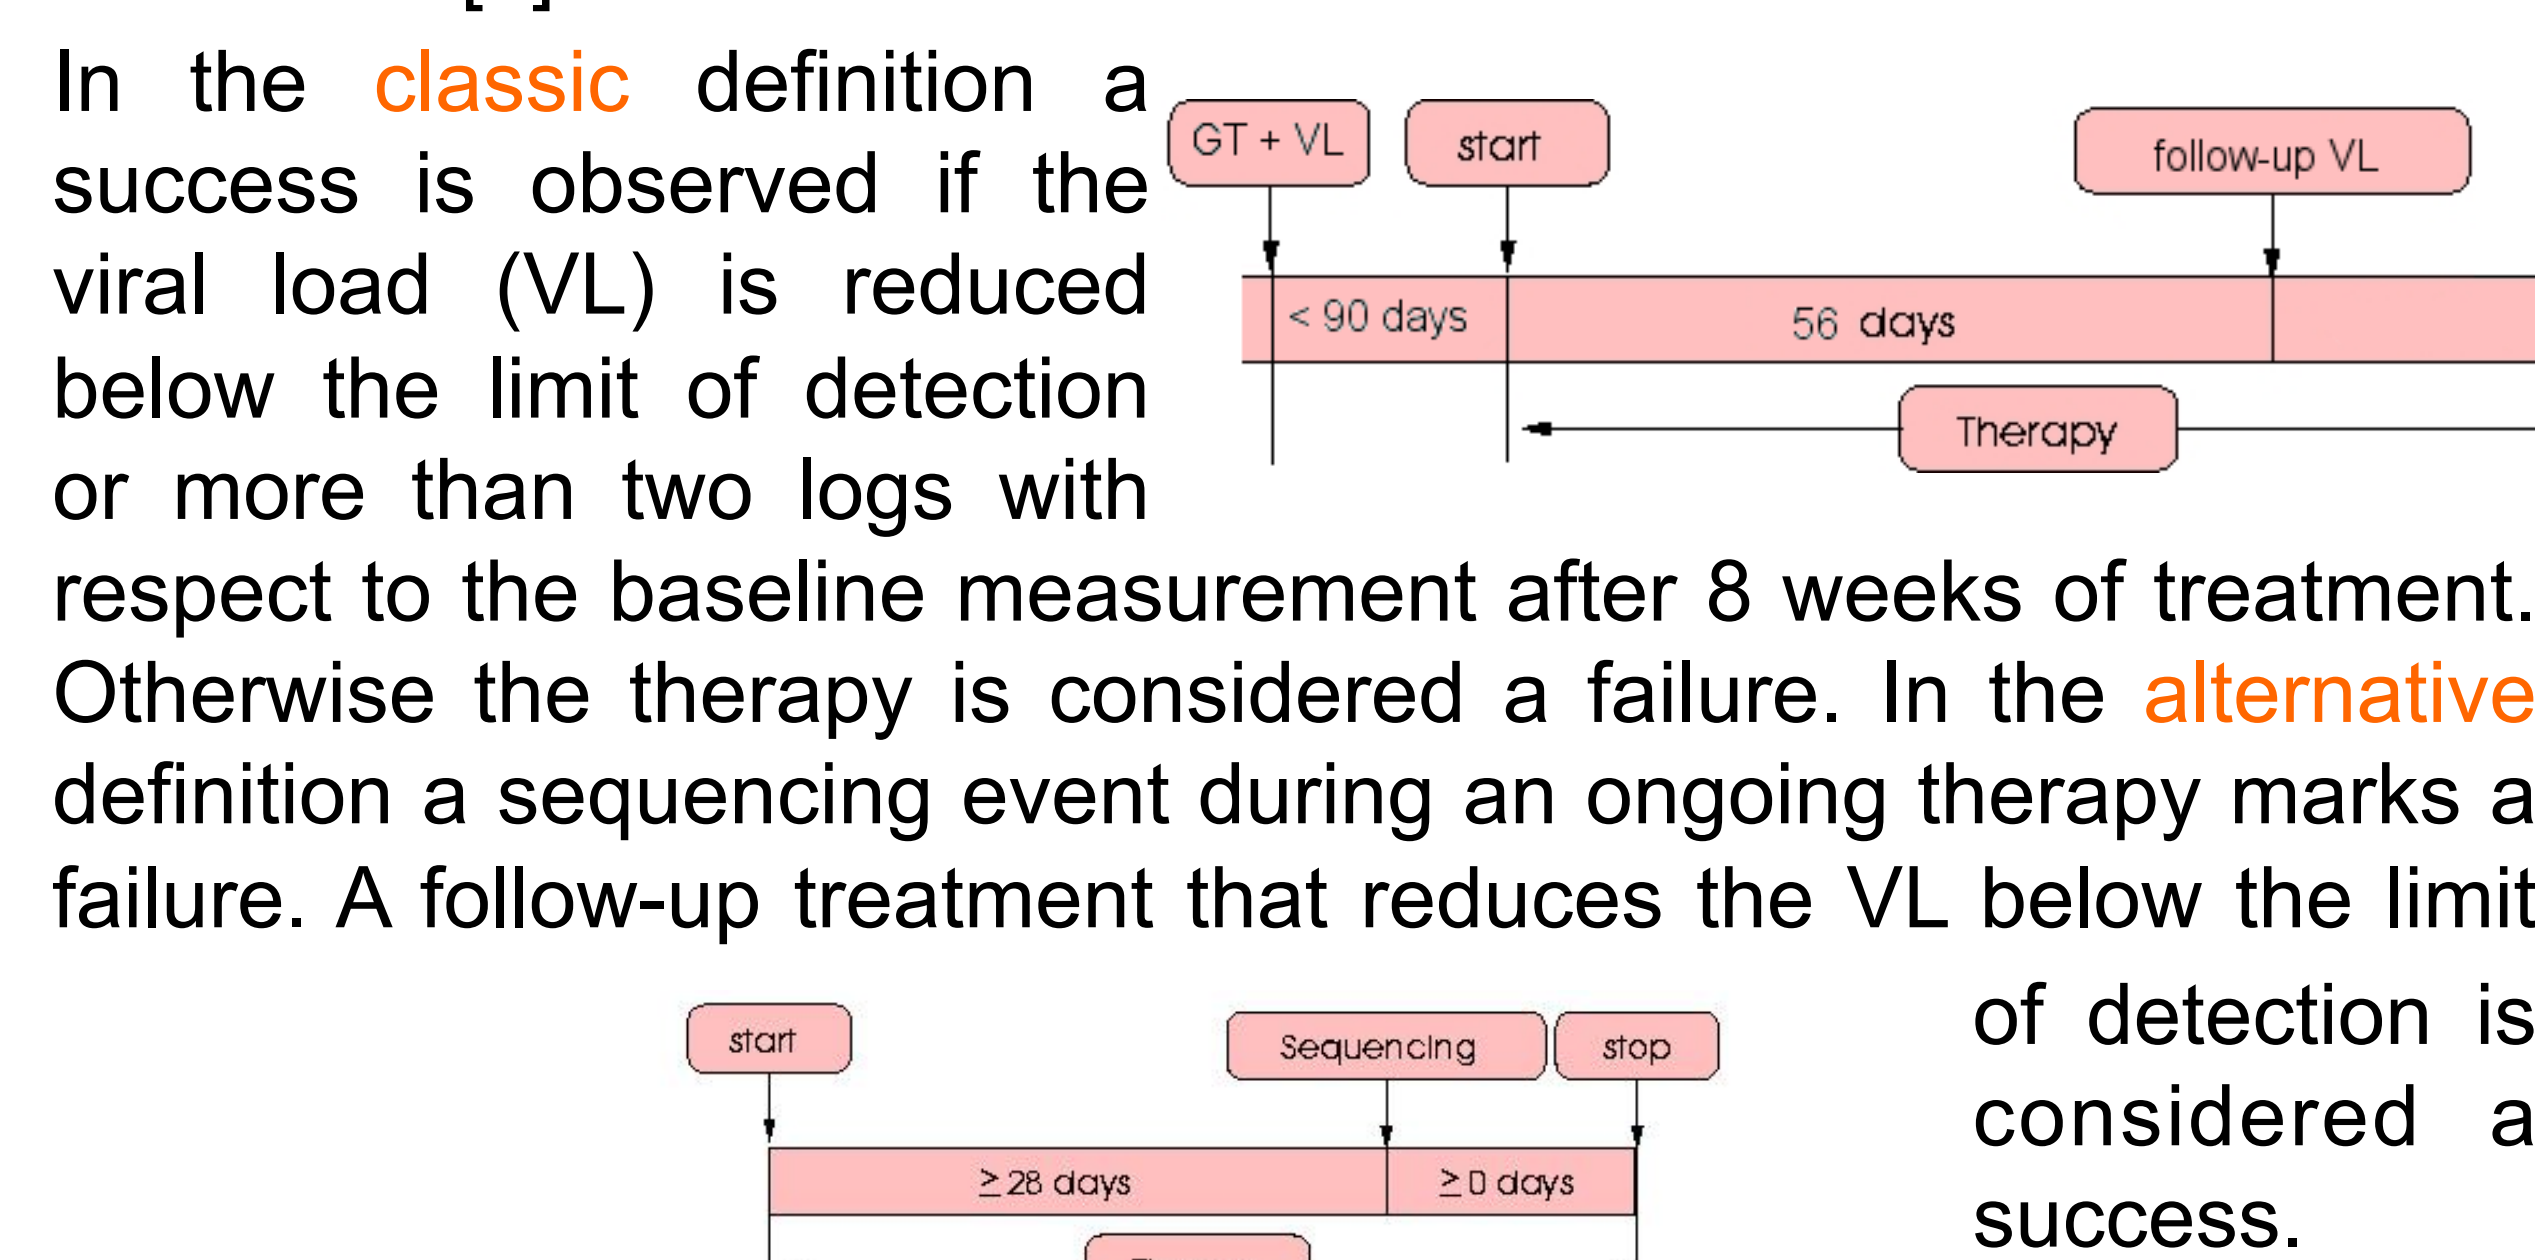 In the classic definition a
success is observed if the
viral load (VL) is reduced
below the limit of detection
or more than two logs with
GT + VL
start
follow-up VL
< 90 days
56 days
Therapy
respect to the baseline measurement after 8 weeks of treatment.
Otherwise the therapy is considered a failure. In the alternative
definition a sequencing event during an ongoing therapy marks a
failure. A follow-up treatment that reduces the VL below the limit
start
Sequencing
stop
≥28 days
≥0 days
of detection is
considered a
success.